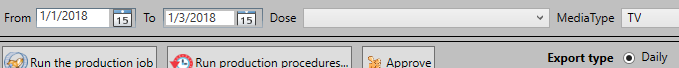 From 1/1/2018 15 To 1/3/2018 15 Dose MediaType TV
Run the production job Run production procedures... Approve Export type Daily